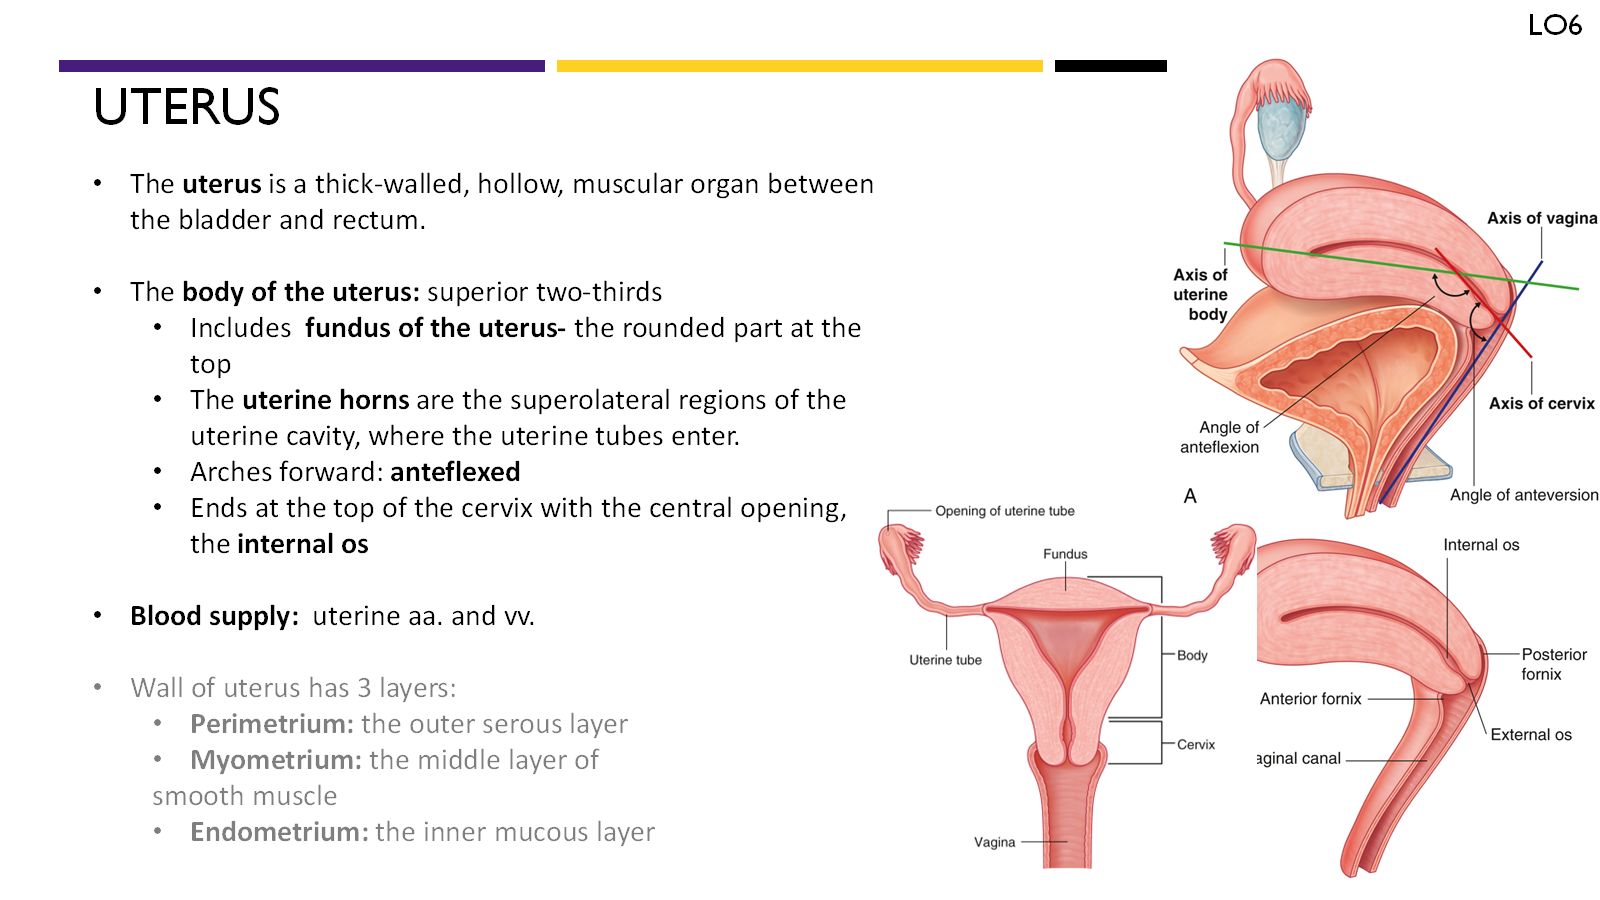 LO6
UTERUS
• The uterus is a thick-walled, hollow, muscular organ between
the bladder and rectum.
• The body of the uterus: superior two-thirds
• Includes fundus of the uterus- the rounded part at the
top
• The uterine horns are the superolateral regions of the
uterine cavity, where the uterine tubes enter.
• Arches forward: anteflexed
• Ends at the top of the cervix with the central opening,
the internal os
• Blood supply: uterine aa. and vv.
• Wall of uterus has 3 layers:
• Perimetrium: the outer serous layer
• Myometrium: the middle layer of
smooth muscle
• Endometrium: the inner mucous layer
Axis of vagina
Axis of
uterine
body
Axis of cervix
Angle of
anteflexion
Angle of anteversion
A
Opening of uterine tube
Fundus
Uterine tube
Body
Cervix
Vagina
Internal os
Posterior
fornix
Anterior fornix
External os
aginal canal